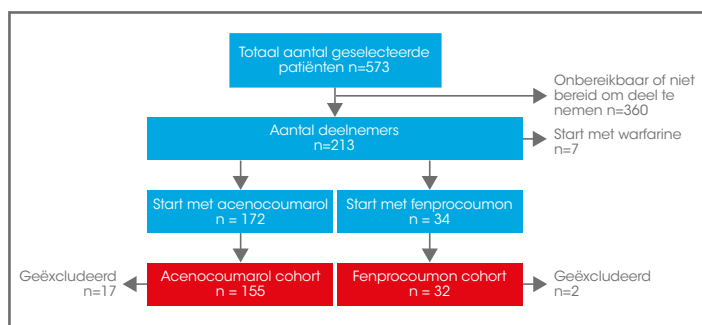 Totaal aantal geselecteerde
patiënten n=573
Onbereikbaar of niet
bereid om deel te
nemen n=360
Aantal deelnemers
n=213
Start met warfarine
n=7
Start met acenocoumarol
n = 172
Start met fenprocoumon
n = 34
Geëxcludeerd
n=17
Acenocoumarol cohort
n = 155
Fenprocoumon cohort
n = 32
Geëxcludeerd
n=2